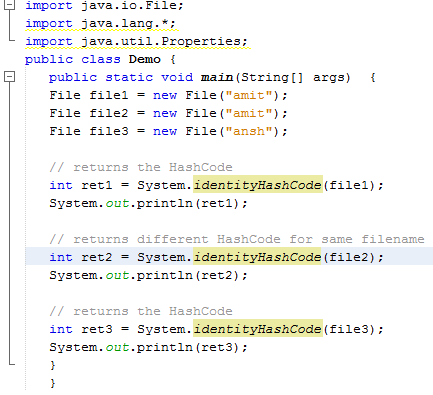 import java.io.File;
import java.lang.*;
import java.util.Properties;
public class Demo {
public static void main(String[] args)  {
File file1 = new File("amit");
File file2 = new File("amit");
File file3 = new File("ansh");
// returns the HashCode
int ret1 = System.identityHashCode(file1);
System.out.println(ret1);
// returns different HashCode for same filename
int ret2 = System.identityHashCode(file2);
System.out.println(ret2);
// returns the HashCode
int ret3 = System.identityHashCode(file3);
System.out.println(ret3);
}
}